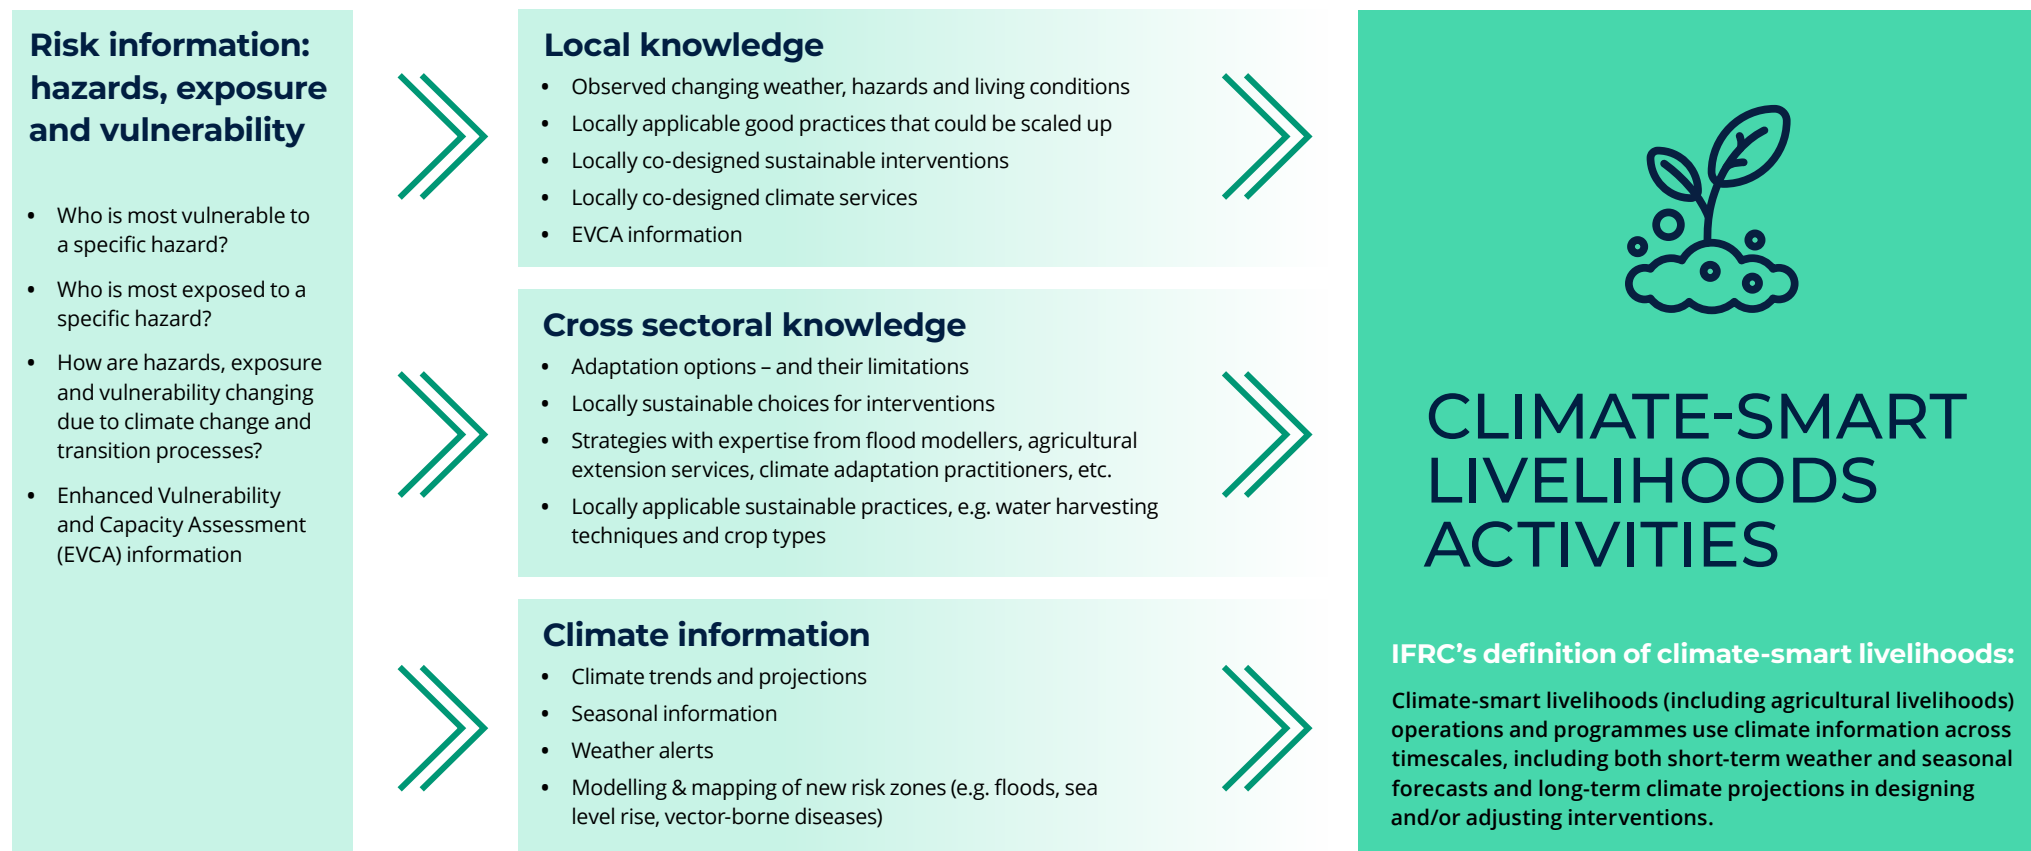 Risk information:
hazards, exposure
and vulnerability
• Who is most vulnerable to
a specific hazard?
• Who is most exposed to a
specific hazard?
• How are hazards, exposure
and vulnerability changing
due to climate change and
transition processes?
• Enhanced Vulnerability
and Capacity Assessment
(EVCA) information
Local knowledge
• Observed changing weather, hazards and living conditions
• Locally applicable good practices that could be scaled up
• Locally co-designed sustainable interventions
• Locally co-designed climate services
• EVCA information
Cross sectoral knowledge
• Adaptation options – and their limitations
• Locally sustainable choices for interventions
• Strategies with expertise from flood modellers, agricultural
extension services, climate adaptation practitioners, etc.
• Locally applicable sustainable practices, e.g. water harvesting
techniques and crop types
Climate information
• Climate trends and projections
• Seasonal information
• Weather alerts
• Modelling & mapping of new risk zones (e.g. floods, sea
level rise, vector-borne diseases)
CLIMATE-SMART
LIVELIHOODS
ACTIVITIES
IFRC’s definition of climate-smart livelihoods:
Climate-smart livelihoods (including agricultural livelihoods)
operations and programmes use climate information across
timescales, including both short-term weather and seasonal
forecasts and long-term climate projections in designing
and/or adjusting interventions.